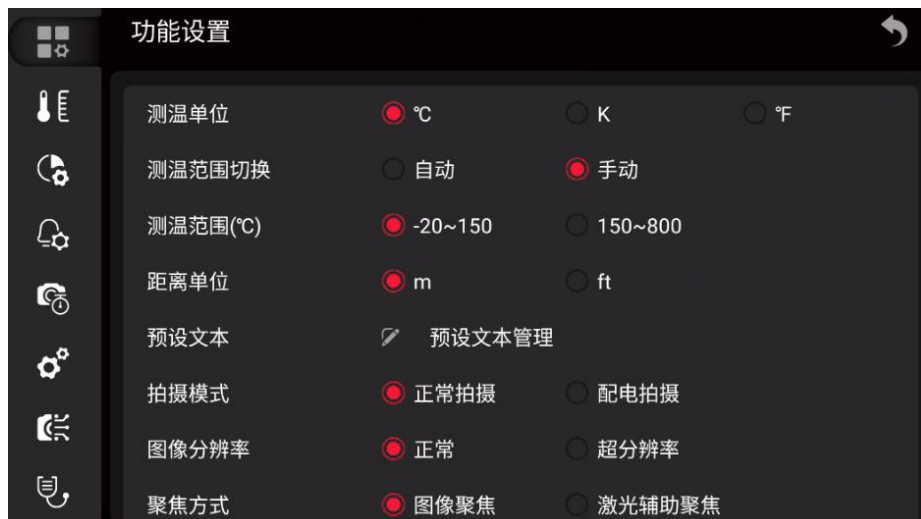 功能设置
测温单位 ℃ K ℉
测温范围切换 自动 手动
测温范围(℃) -20~150 150~800
距离单位 m ft
预设文本 预设文本管理
拍摄模式 正常拍摄 配电拍摄
图像分辨率 正常 超分辨率
聚焦方式 图像聚焦 激光辅助聚焦